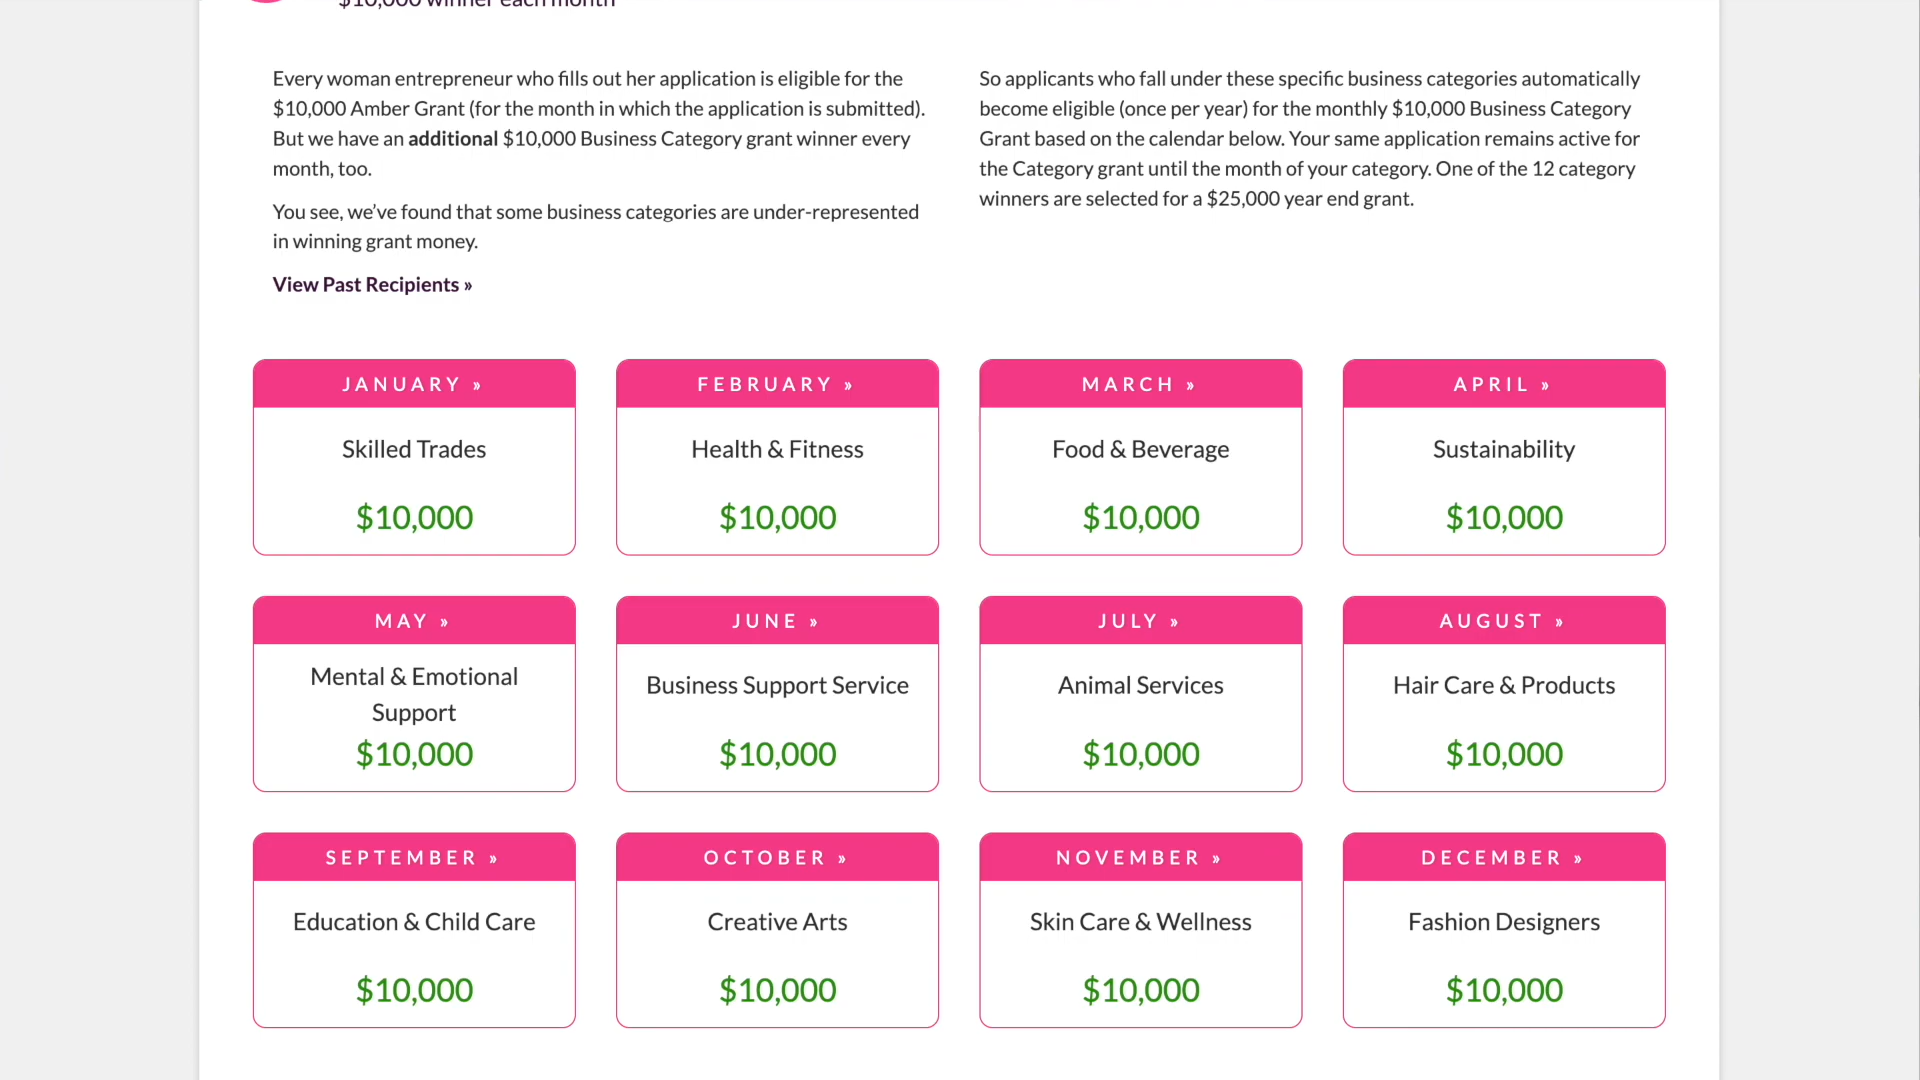 $10,000 winner each month
Every woman entrepreneur who fills out her application is eligible for the
$10,000 Amber Grant (for the month in which the application is submitted).
But we have an additional $10,000 Business Category grant winner every
month, too.
You see, we’ve found that some business categories are under-represented
in winning grant money.
View Past Recipients »
So applicants who fall under these specific business categories automatically
become eligible (once per year) for the monthly $10,000 Business Category
Grant based on the calendar below. Your same application remains active for
the Category grant until the month of your category. One of the 12 category
winners are selected for a $25,000 year end grant.
JANUARY »
Skilled Trades
$10,000
FEBRUARY »
Health & Fitness
$10,000
MARCH »
Food & Beverage
$10,000
APRIL »
Sustainability
$10,000
MAY »
Mental & Emotional
Support
$10,000
JUNE »
Business Support Service
$10,000
JULY »
Animal Services
$10,000
AUGUST »
Hair Care & Products
$10,000
SEPTEMBER »
Education & Child Care
$10,000
OCTOBER »
Creative Arts
$10,000
NOVEMBER »
Skin Care & Wellness
$10,000
DECEMBER »
Fashion Designers
$10,000